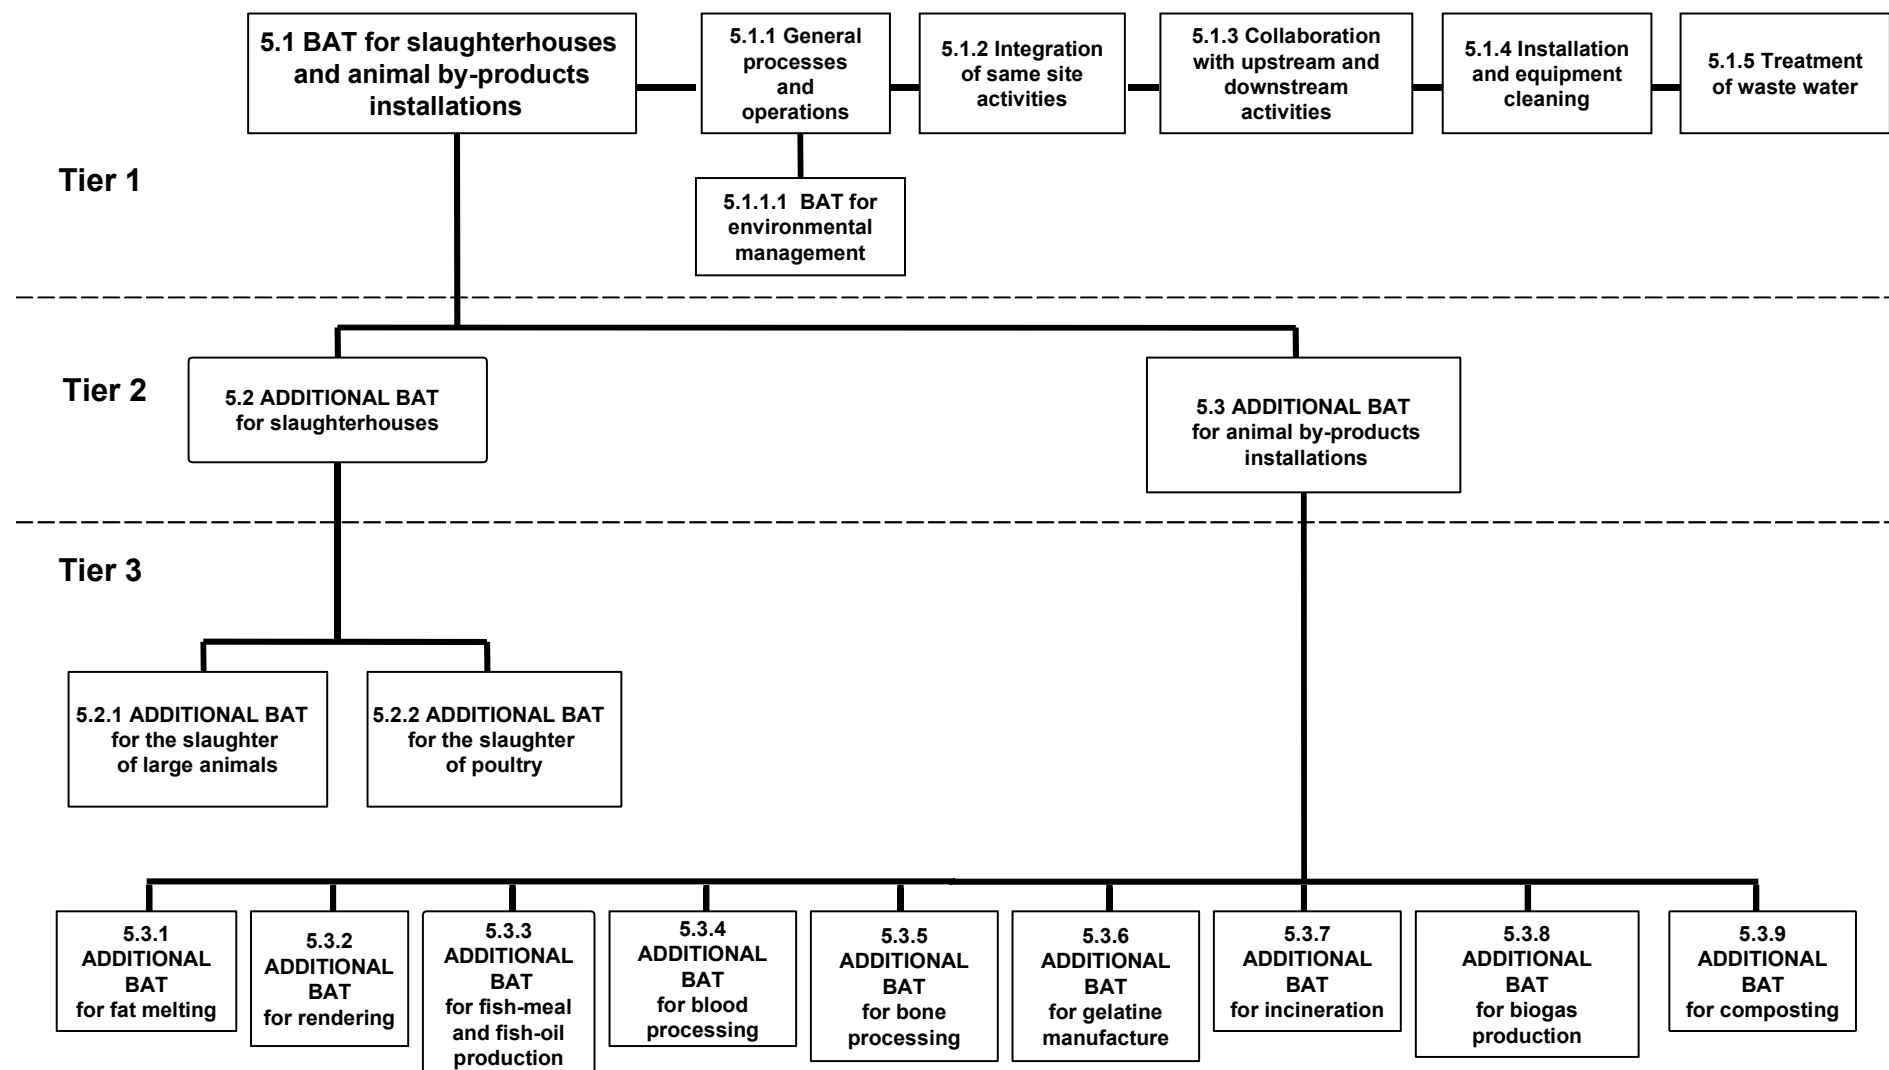 5.1 BAT for slaughterhouses
and animal by-products
installations
5.1.1 General
processes
and
operations
5.1.2 Integration
of same site
activities
5.1.3 Collaboration
with upstream and
downstream
activities
5.1.4 Installation
and equipment
cleaning
5.1.5 Treatment
of waste water
Tier 1
5.1.1.1 BAT for
environmental
management
Tier 2
5.2 ADDITIONAL BAT
for slaughterhouses
5.3 ADDITIONAL BAT
for animal by-products
installations
Tier 3
5.2.1 ADDITIONAL BAT
for the slaughter
of large animals
5.2.2 ADDITIONAL BAT
for the slaughter
of poultry
5.3.1
ADDITIONAL
BAT
for fat melting
5.3.2
ADDITIONAL
BAT
for rendering
5.3.3
ADDITIONAL
BAT
for fish-meal
and fish-oil
production
5.3.4
ADDITIONAL
BAT
for blood
processing
5.3.5
ADDITIONAL
BAT
for bone
processing
5.3.6
ADDITIONAL
BAT
for gelatine
manufacture
5.3.7
ADDITIONAL
BAT
for incineration
5.3.8
ADDITIONAL
BAT
for biogas
production
5.3.9
ADDITIONAL
BAT
for composting